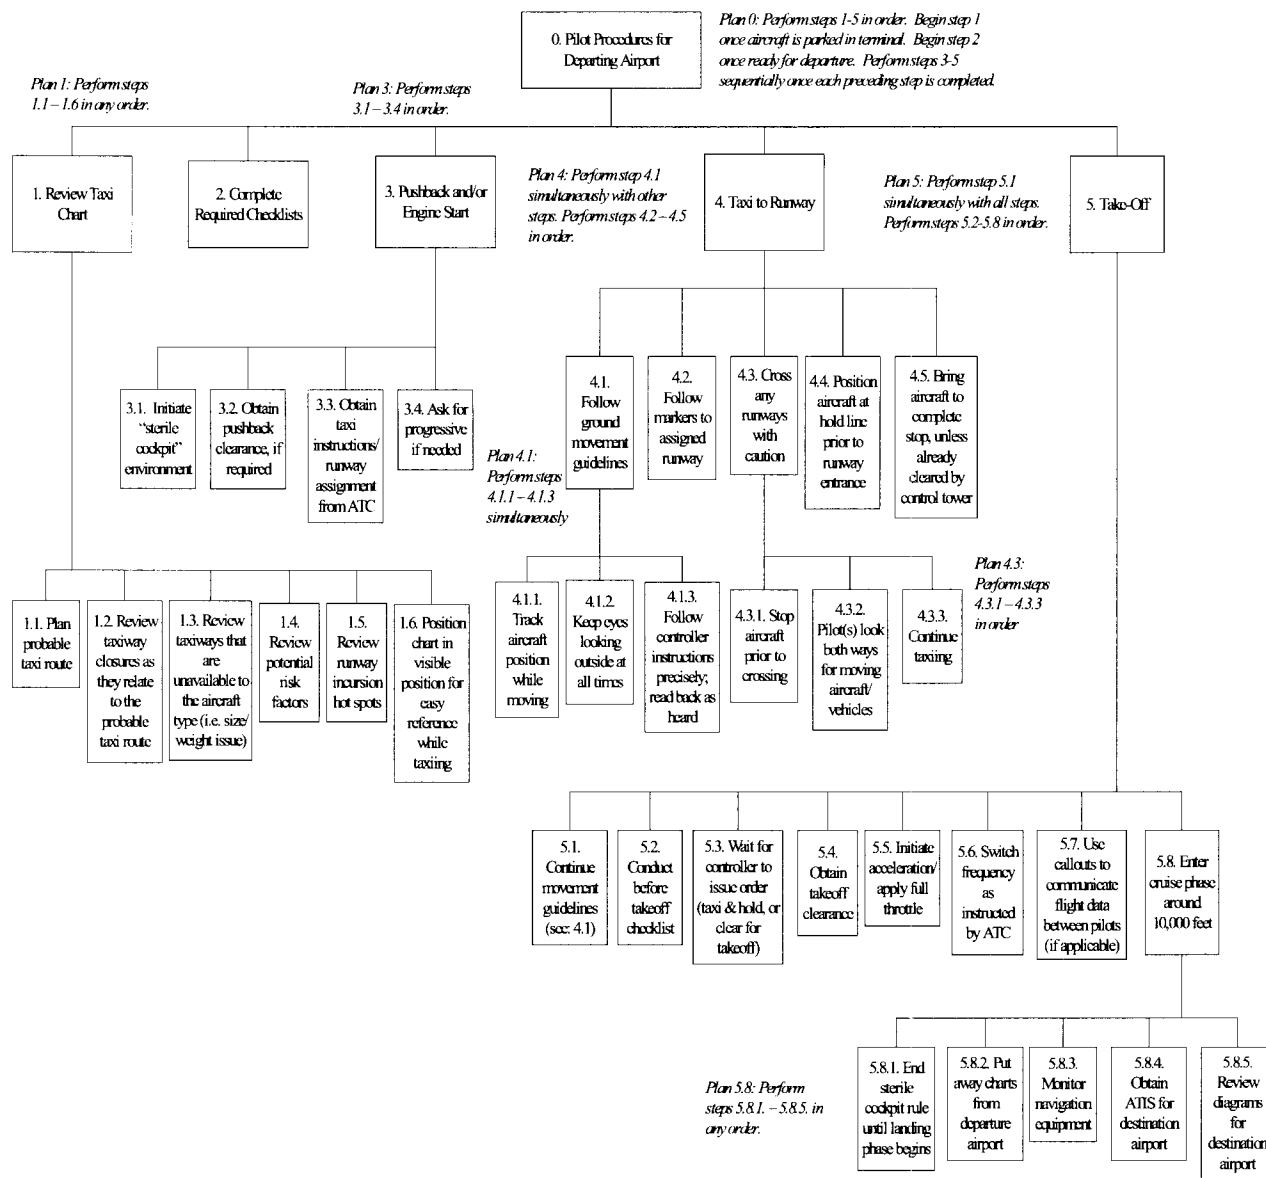 0. Pilot Procedures for
Departing Airport
Plan 0: Perform steps 1-5 in order. Begin step 1
once aircraft is parked in terminal. Begin step 2
once ready for departure. Perform steps 3-5
sequentially once each preceding step is completed.
Plan 1: Perform steps
1.1 – 1.6 in any order.
Plan 3: Perform steps
3.1 – 3.4 in order.
1. Review Taxi
Chart
2. Complete
Required Checklists
3. Pushback and/or
Engine Start
Plan 4: Perform step 4.1
simultaneously with other
steps. Perform steps 4.2 – 4.5
in order.
4. Taxi to Runway
Plan 5: Perform step 5.1
simultaneously with all steps.
Perform steps 5.2-5.8 in order.
5. Take-Off
3.1. Initiate
“sterile
cockpit”
environment
3.2. Obtain
pushback
clearance, if
required
3.3. Obtain
taxi
instructions/
runway
assignment
from ATC
3.4. Ask for
progressive
if needed
4.1.
Follow
ground
movement
guidelines
4.2.
Follow
markers to
assigned
runway
4.3. Cross
any
runways
with
caution
4.4. Position
aircraft at
hold line
prior to
runway
entrance
4.5. Bring
aircraft to
complete
stop, unless
already
cleared by
control tower
Plan 4.1:
Perform steps
4.1.1 – 4.1.3
simultaneously
1.1. Plan
probable
taxi route
1.2. Review
taxiway
closures as
they relate
to the
probable
taxi route
1.3. Review
taxiways that
are
unavailable to
the aircraft
type (i.e. size/
weight issue)
1.4.
Review
potential
risk
factors
1.5.
Review
runway
incursion
hot spots
1.6. Position
chart in
visible
position for
easy
reference
while
taxiing
4.1.1.
Track
aircraft
position
while
moving
4.1.2.
Keep eyes
looking
outside at
all times
4.1.3.
Follow
controller
instructions
precisely;
read back as
heard
4.3.1. Stop
aircraft
prior to
crossing
4.3.2.
Pilot(s) look
both ways
for moving
aircraft/
vehicles
4.3.3.
Continue
taxiing
Plan 4.3:
Perform steps
4.3.1 – 4.3.3
in order
5.1.
Continue
movement
guidelines
(see: 4.1)
5.2.
Conduct
before
takeoff
checklist
5.3. Wait for
controller to
issue order
(taxi & hold, or
clear for
takeoff)
5.4.
Obtain
takeoff
clearance
5.5. Initiate
acceleration/
apply full
throttle
5.6. Switch
frequency
as
instructed
by ATC
5.7. Use
callouts to
communicate
flight data
between pilots
(if applicable)
5.8. Enter
cruise phase
around
10,000 feet
Plan 5.8: Perform
steps 5.8.1. – 5.8.5. in
any order.
5.8.1. End
sterile
cockpit rule
until landing
phase begins
5.8.2. Put
away charts
from
departure
airport
5.8.3.
Monitor
navigation
equipment
5.8.4.
Obtain
ATIS for
destination
airport
5.8.5.
Review
diagrams
for
destination
airport